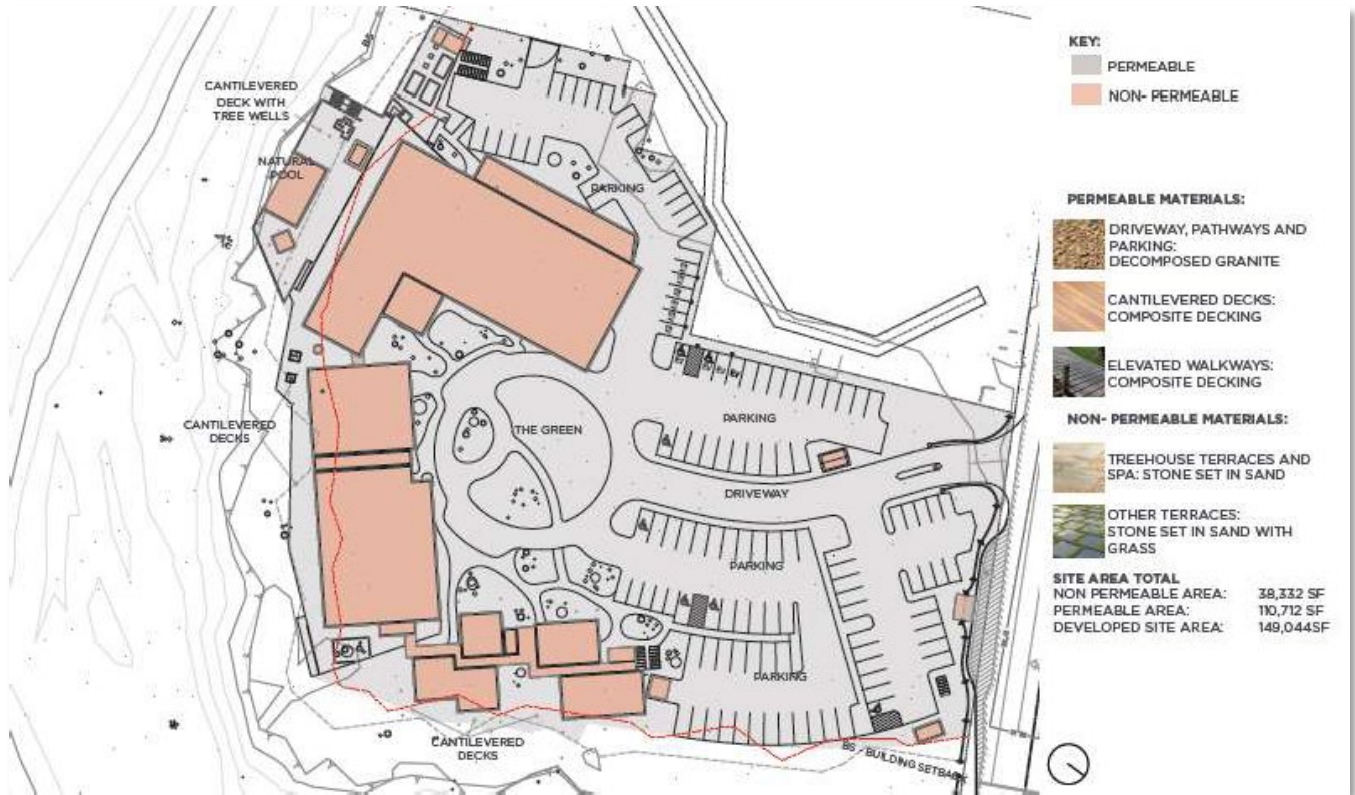 KEY:
PERMEABLE
NON- PERMEABLE
PERMEABLE MATERIALS:
DRIVEWAY, PATHWAYS AND
PARKING:
DECOMPOSED GRANITE
CANTILEVERED DECKS:
COMPOSITE DECKING
ELEVATED WALKWAYS:
COMPOSITE DECKING
NON- PERMEABLE MATERIALS:
TREEHOUSE TERRACES AND
SPA: STONE SET IN SAND
OTHER TERRACES:
STONE SET IN SAND WITH
GRASS
SITE AREA TOTAL
NON PERMEABLE AREA: 38,332 SF
PERMEABLE AREA: 110,712 SF
DEVELOPED SITE AREA: 149,044SF
BS
CANTILEVERED
DECK WITH
TREE WELLS
NATURAL
POOL
PARKING
CANTILEVERED
DECKS
THE GREEN
PARKING
DRIVEWAY
PARKING
PARKING
CANTILEVERED
DECKS
BS - BUILDING SETBACK